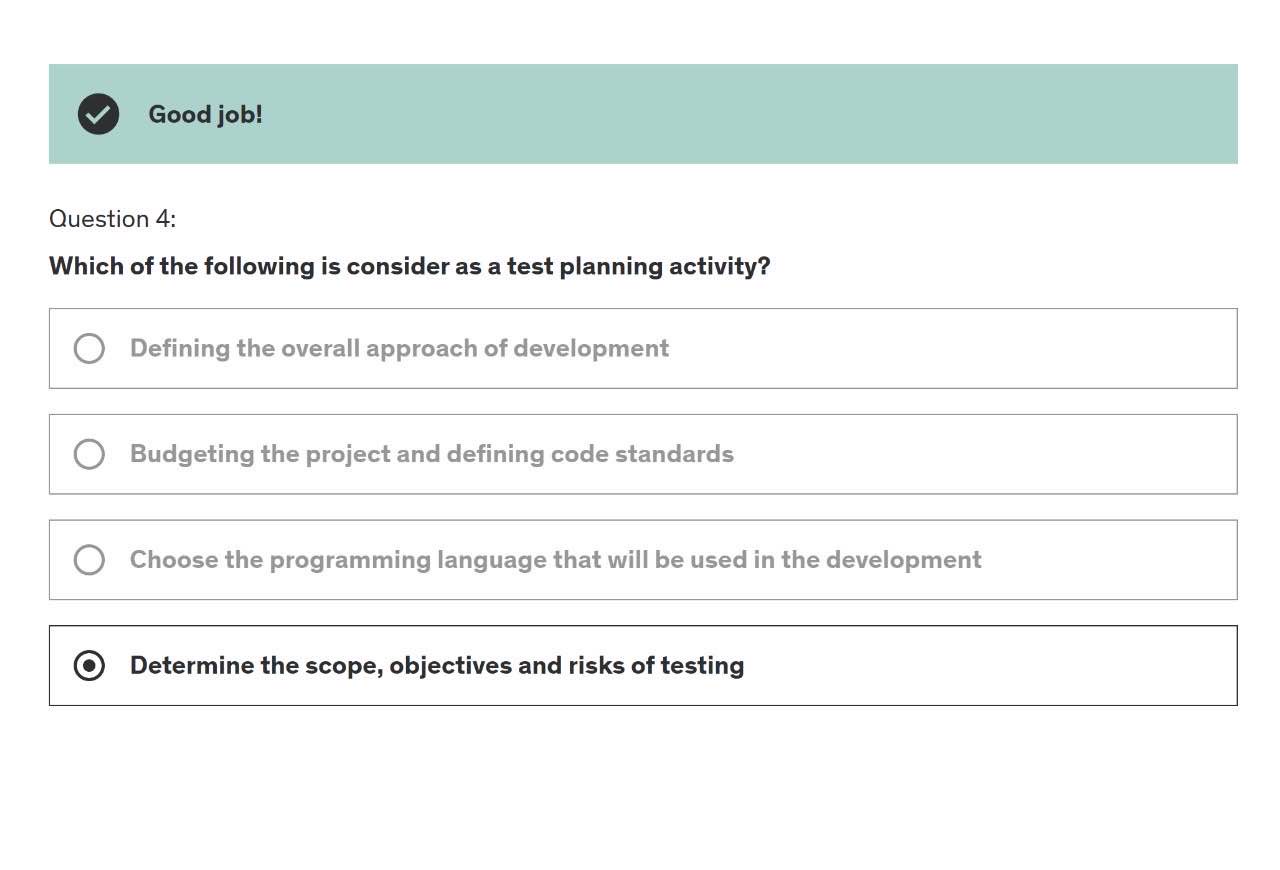 Good job!
Question 4:
Which of the following is consider as a test planning activity?
Defining the overall approach of development
Budgeting the project and defining code standards
Choose the programming language that will be used in the development
Determine the scope, objectives and risks of testing